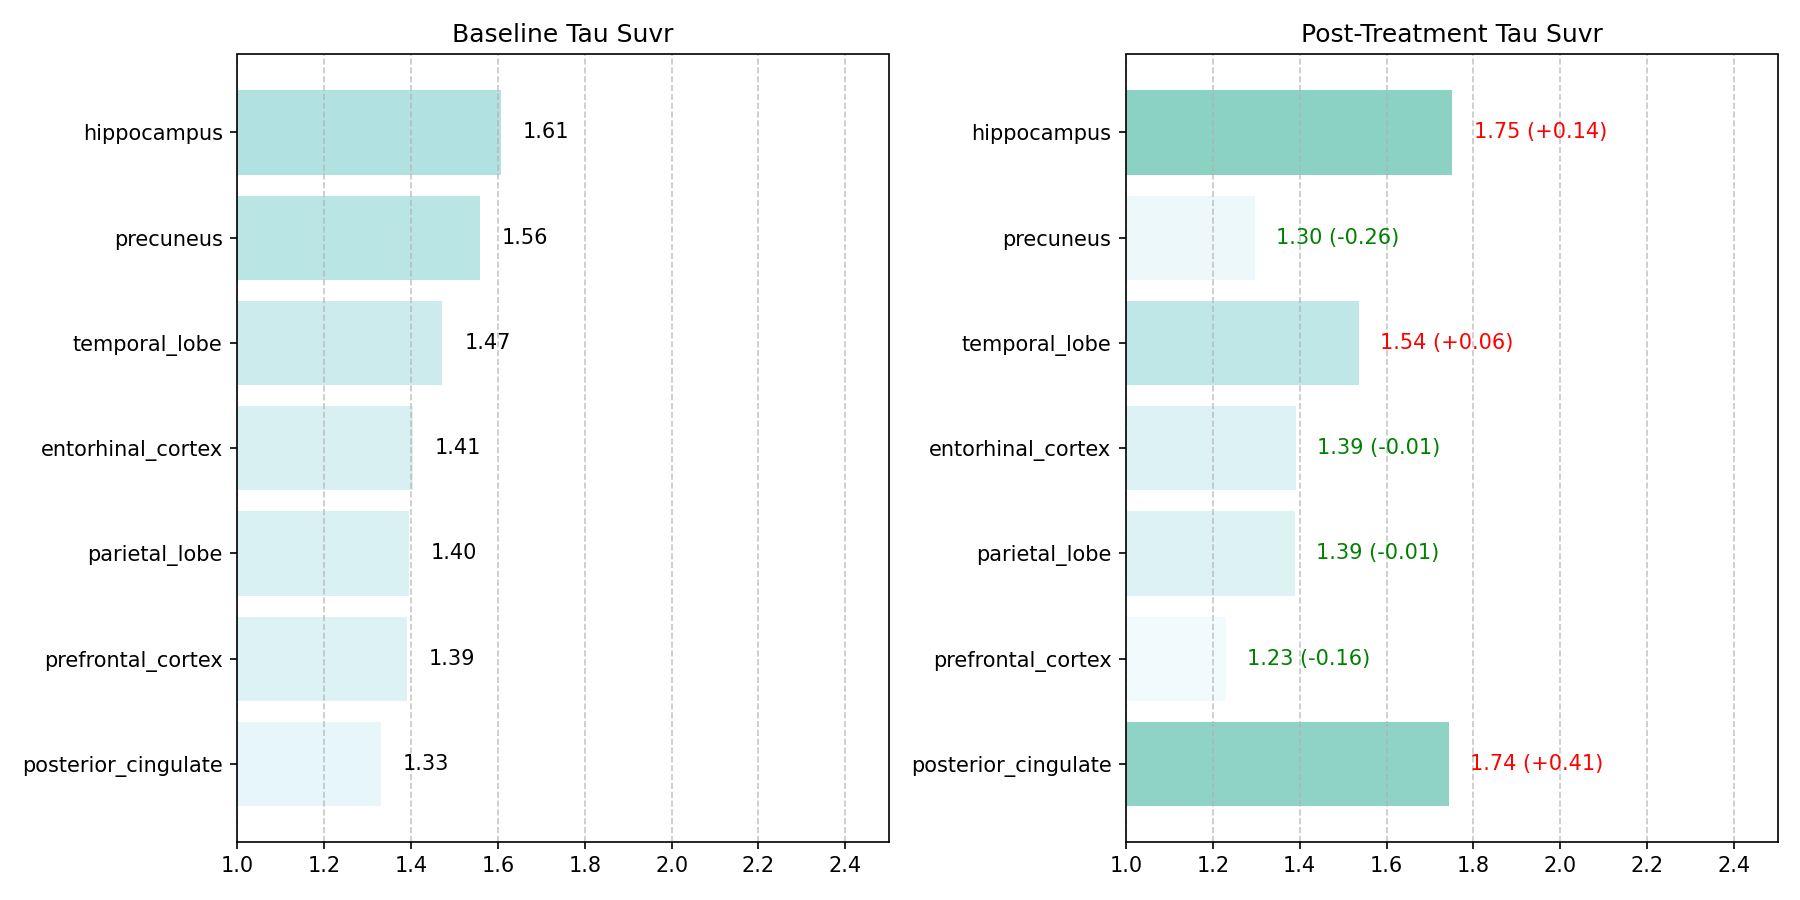 Baseline Tau Suvr
hippocampus 1.61
precuneus 1.56
temporal_lobe 1.47
entorhinal_cortex 1.41
parietal_lobe 1.40
prefrontal_cortex 1.39
posterior_cingulate 1.33
1.0 1.2 1.4 1.6 1.8 2.0 2.2 2.4
Post-Treatment Tau Suvr
hippocampus 1.75 (+0.14)
precuneus 1.30 (-0.26)
temporal_lobe 1.54 (+0.06)
entorhinal_cortex 1.39 (-0.01)
parietal_lobe 1.39 (-0.01)
prefrontal_cortex 1.23 (-0.16)
posterior_cingulate 1.74 (+0.41)
1.0 1.2 1.4 1.6 1.8 2.0 2.2 2.4